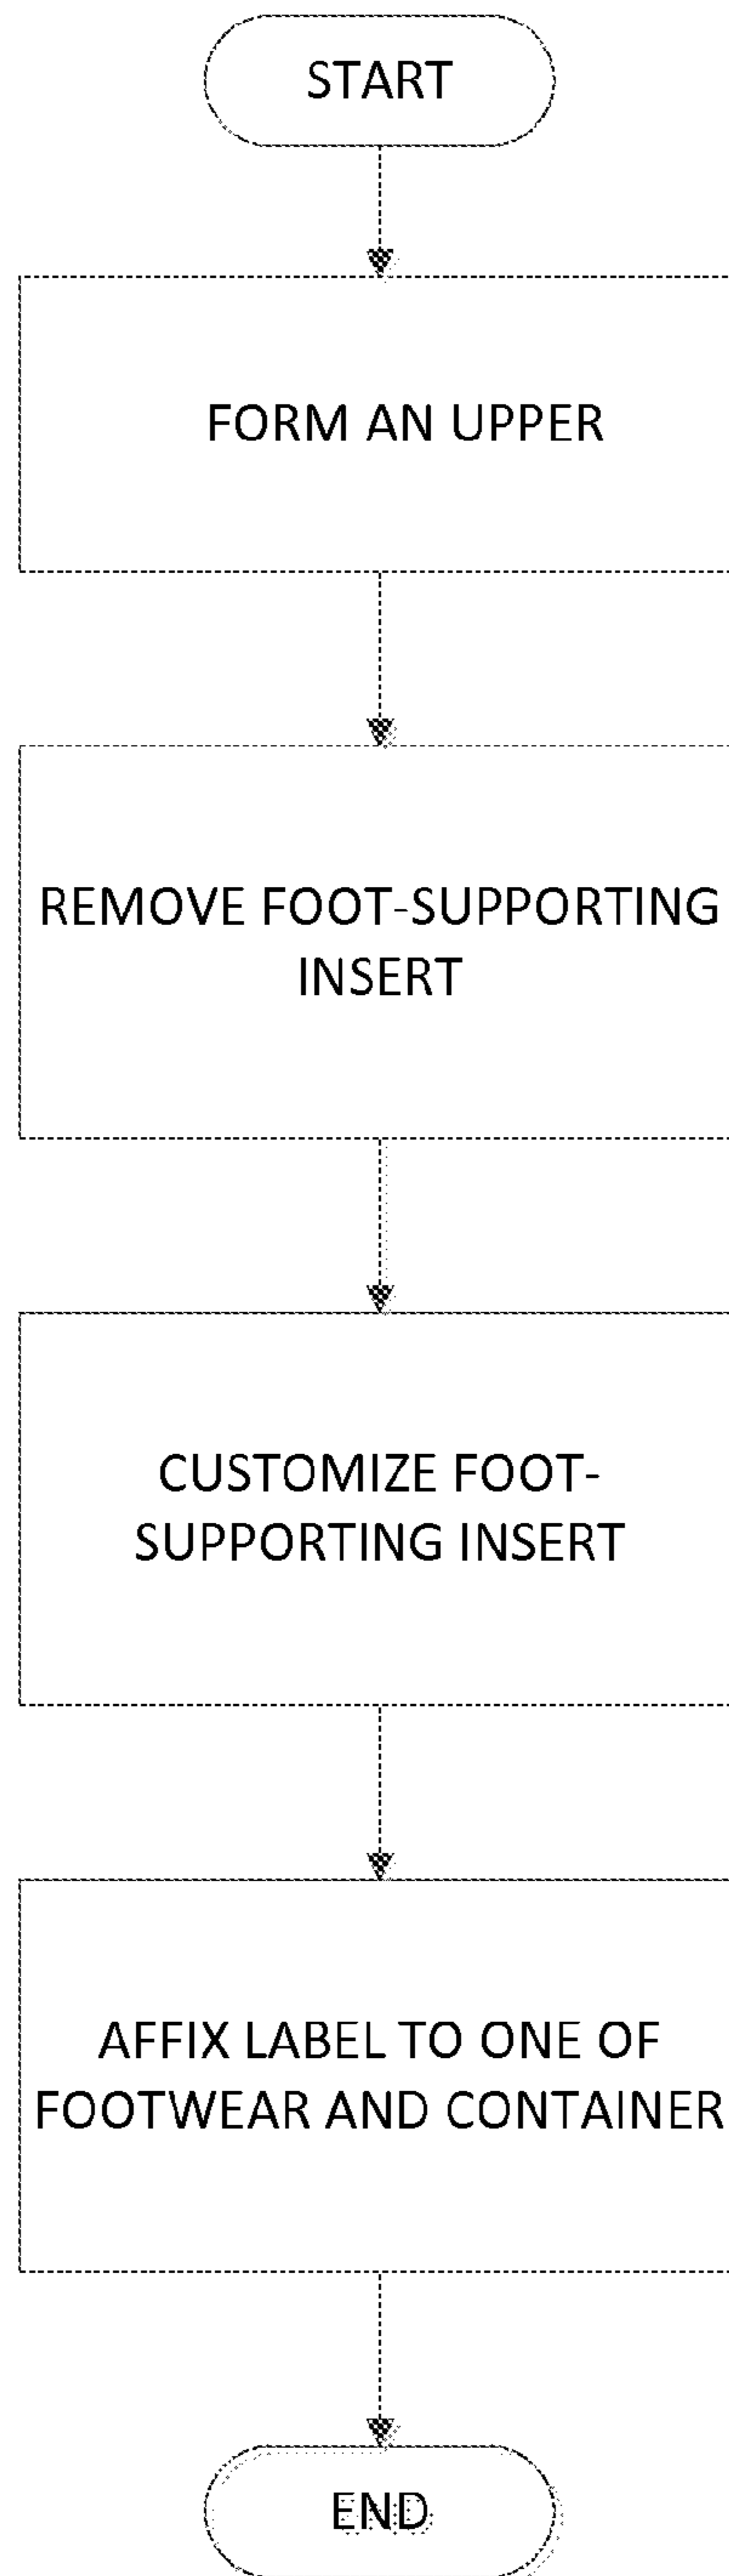 START
FORM AN UPPER
REMOVE FOOT-SUPPORTING
INSERT
CUSTOMIZE FOOT-
SUPPORTING INSERT
AFFIX LABEL TO ONE OF
FOOTWEAR AND CONTAINER
END